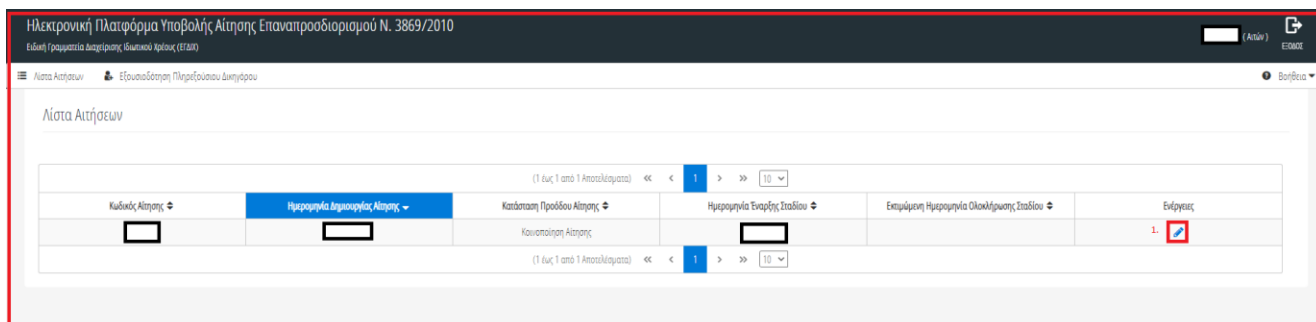 Ηλεκτρονική Πλατφόρμα Υποβολής Αίτησης Επαναπροσδιορισμού Ν. 3869/2010
Ειδική Γραμματεία Διαχείρισης Ιδιωτικού Χρέους (ΕΓΔΙΧ)
( Αιτών )
ΕΞΟΔΟΣ
Λίστα Αιτήσεων Εξουσιοδότηση Πληρεξούσιου Δικηγόρου Βοήθεια
Λίστα Αιτήσεων
(1 έως 1 από 1 Αποτελέσματα) 1 10
Κωδικός Αίτησης Ημερομηνία Δημιουργίας Αίτησης Κατάσταση Προόδου Αίτησης Ημερομηνία Έναρξης Σταδίου Εκτιμώμενη Ημερομηνία Ολοκλήρωσης Σταδίου Ενέργειες
Κοινοποίηση Αίτησης 1.
(1 έως 1 από 1 Αποτελέσματα) 1 10